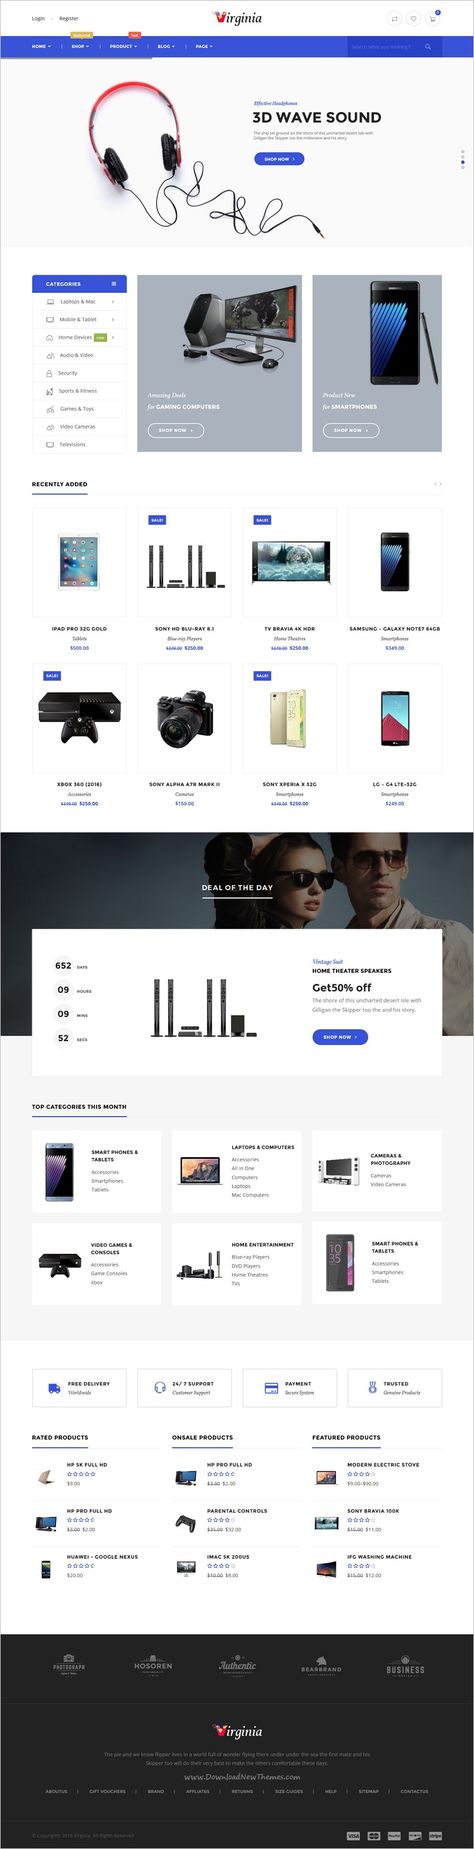 Login
Register
Virginia
0
Featured
Hot
HOME
SHOP
PRODUCT
BLOG
PAGE
Search what you looking ?
Effective Headphones
3D WAVE SOUND
The ship set ground on the shore of this uncharted desert isle with
Gilligan the Skipper too the millionaire and his story.
SHOP NOW
CATEGORIES
Laptops & Mac
Mobile & Tablet
Home Devices new
Audio & Video
Security
Sports & Fitness
Games & Toys
Video Cameras
Televisions
Amazing Deals
for GAMING COMPUTERS
SHOP NOW
Product New
for SMARTPHONES
SHOP NOW
RECENTLY ADDED
SALE!
SALE!
IPAD PRO 32G GOLD
Tablets
$500.00
SONY HD BLU-RAY 8.1
Blue-ray Players
$349.00 $250.00
TV BRAVIA 4K HDR
Home Theatres
$349.00 $250.00
SAMSUNG - GALAXY NOTE7 64GB
Smartphones
$349.00
SALE!
SALE!
XBOX 360 (2016)
Accessories
$349.00 $250.00
SONY ALPHA A7R MARK II
Cameras
$150.00
SONY XPERIA X 32G
Smartphones
$349.00 $250.00
LG - G4 LTE-32G
Smartphones
$249.00
DEAL OF THE DAY
652 DAYS
09 HOURS
09 MINS
52 SECS
Vintage Suit
HOME THEATER SPEAKERS
Get50% off
The shore of this uncharted desert isle with
Gilligan the Skipper too the and his story.
SHOP NOW
TOP CATEGORIES THIS MONTH
SMART PHONES &
TABLETS
Accessories
Smartphones
Tablets
LAPTOPS & COMPUTERS
Accessories
All in One
Computers
Laptops
Mac Computers
CAMERAS &
PHOTOGRAPHY
Cameras
Video Cameras
VIDEO GAMES &
CONSOLES
Accessories
Game Consoles
Xbox
HOME ENTERTAINMENT
Blue-ray Players
DVD Players
Home Theatres
TVs
SMART PHONES &
TABLETS
Accessories
Smartphones
Tablets
FREE DELIVERY
Worldwide
24/ 7 SUPPORT
Customer Support
PAYMENT
Secure System
TRUSTED
Genuine Products
RATED PRODUCTS
HP 5K FULL HD
$9.00
HP PRO FULL HD
$3.00 $2.00
HUAWEI - GOOGLE NEXUS
$20.00
ONSALE PRODUCTS
HP PRO FULL HD
$3.00 $2.00
PARENTAL CONTROLS
$35.00 $32.00
IMAC 5K 200US
$10.00 $8.00
FEATURED PRODUCTS
MODERN ELECTRIC STOVE
$9.00-$90.00
SONY BRAVIA 100K
$15.00 $11.00
IFG WASHING MACHINE
$15.00 $12.00
PHOTOGRAPH
HOSOREN
Authentic
BEARBRAND
BUSINESS
Virginia
The pie and we know flipper lives in a world full of wonder flying there under under the sea the first mate and his
Skipper too will do their very best to make the others comfortable these days.
www.DownloadNewThemes.com
ABOUTUS
GIFT VOUCHERS
BRAND
AFFLIATES
RETURNS
SIZE GUIDES
HELP
SITEMAP
CONTACTUS
© Copyrights 2016 Virginia. All Rights Reserved
VISA
PayPal
stripe